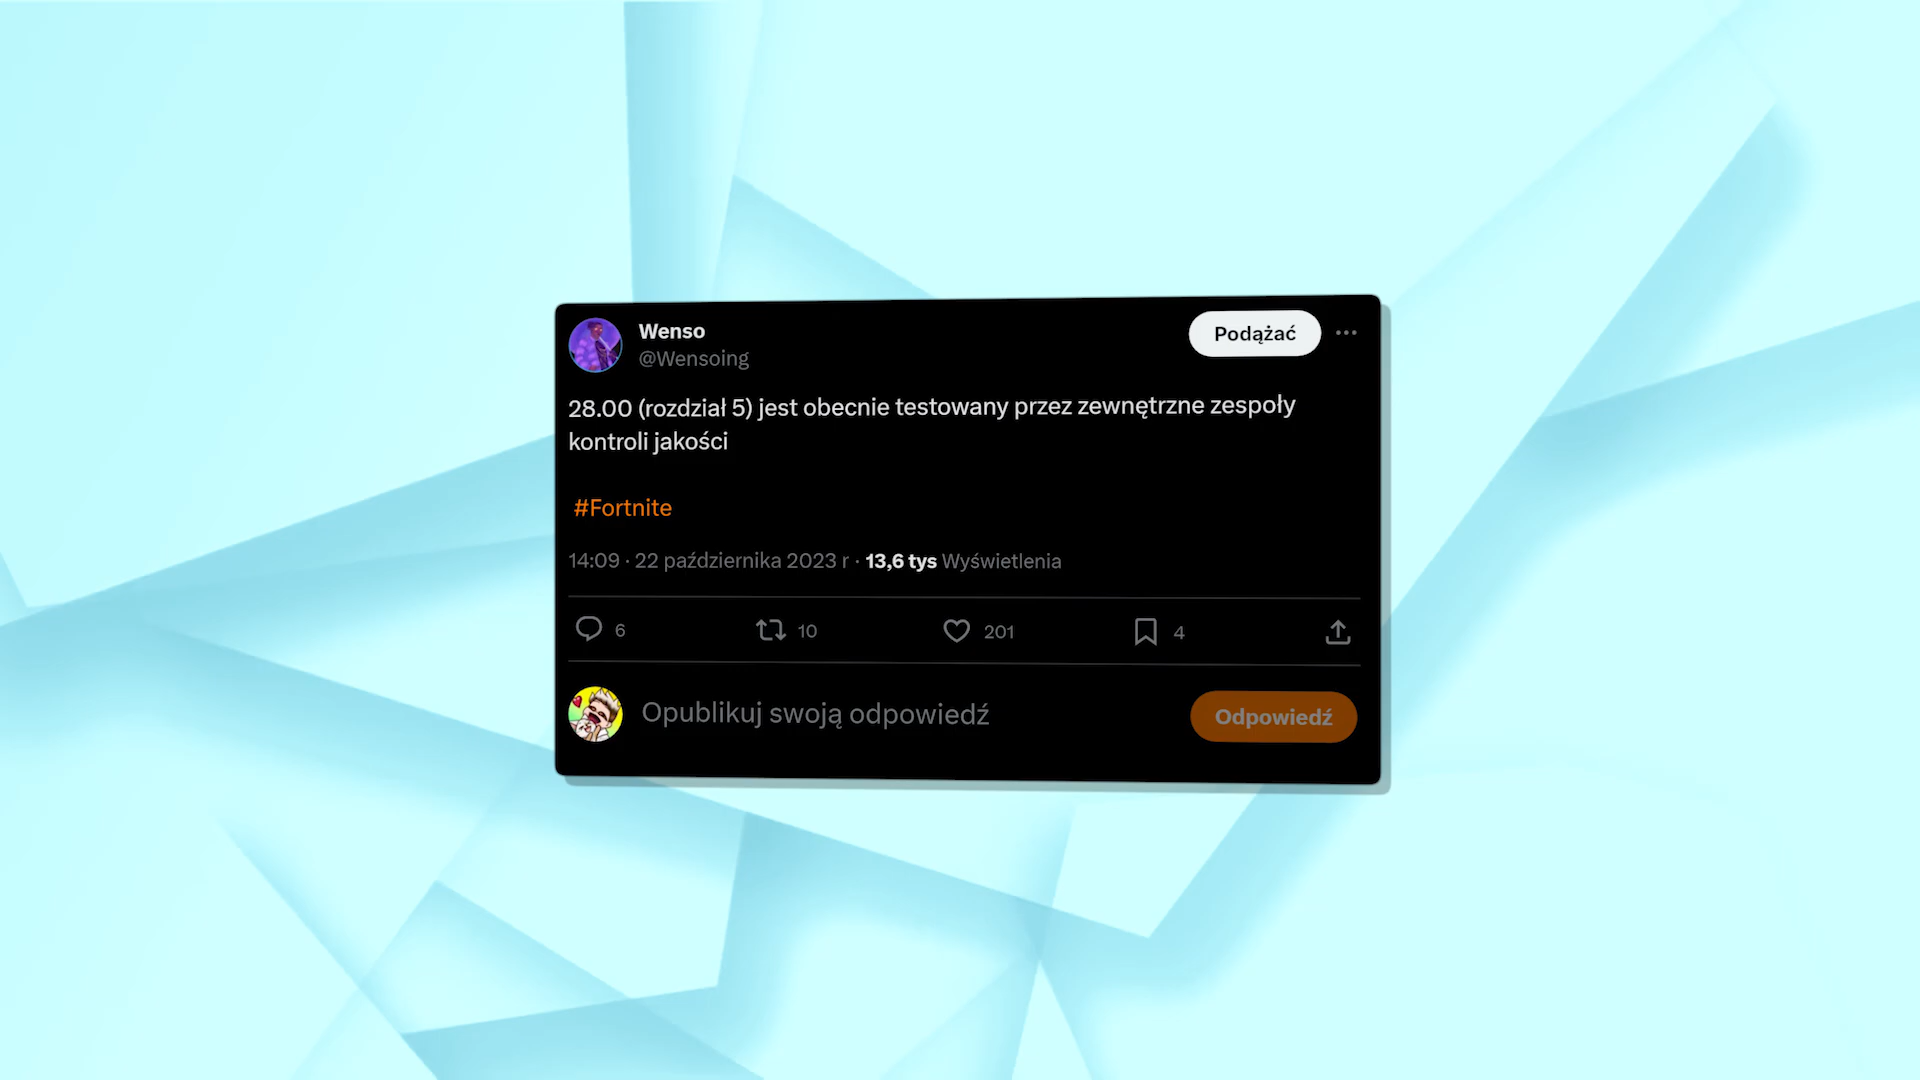 Wenso
Podążać
@Wensoing
28.00 (rozdział 5) jest obecnie testowany przez zewnętrzne zespoły
kontroli jakości
#Fortnite
14:09 · 22 października 2023 r · 13,6 tys Wyświetlenia
6 10 201 4
Opublikuj swoją odpowiedź
Odpowiedź